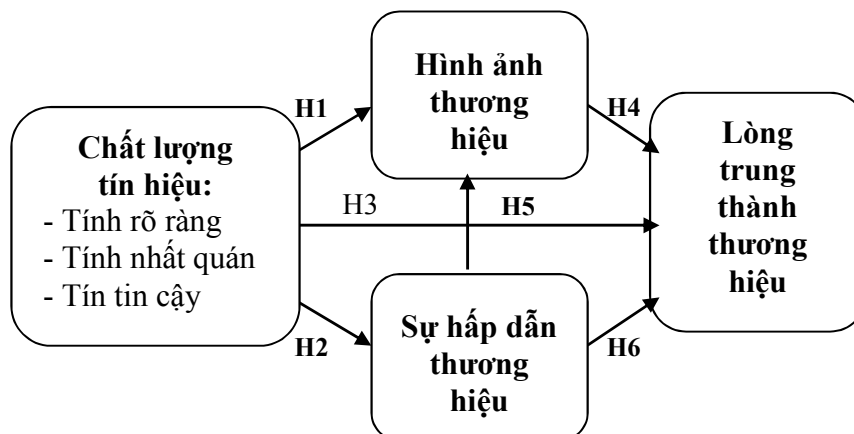 Hình ảnh
thương
hiệu
H1
H4
Chất lượng
tín hiệu:
- Tính rõ ràng
- Tính nhất quán
- Tín tin cậy
H3
H5
Lòng
trung
thành
thương
hiệu
H2
Sự hấp dẫn
thương
hiệu
H6